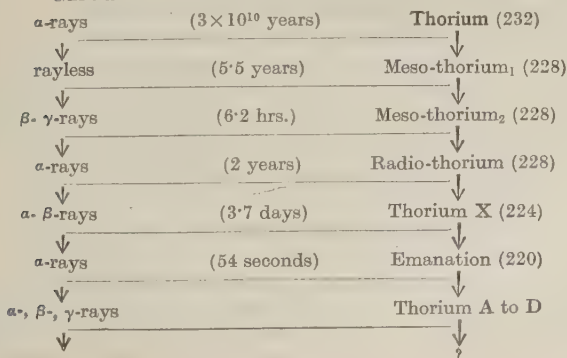 α-rays (3×10¹⁰ years) Thorium (232)
rayless (5·5 years) Meso-thorium₁ (228)
β- γ-rays (6·2 hrs.) Meso-thorium₂ (228)
α-rays (2 years) Radio-thorium (228)
α- β-rays (3·7 days) Thorium X (224)
α-rays (54 seconds) Emanation (220)
α-, β-, γ-rays Thorium A to D
?